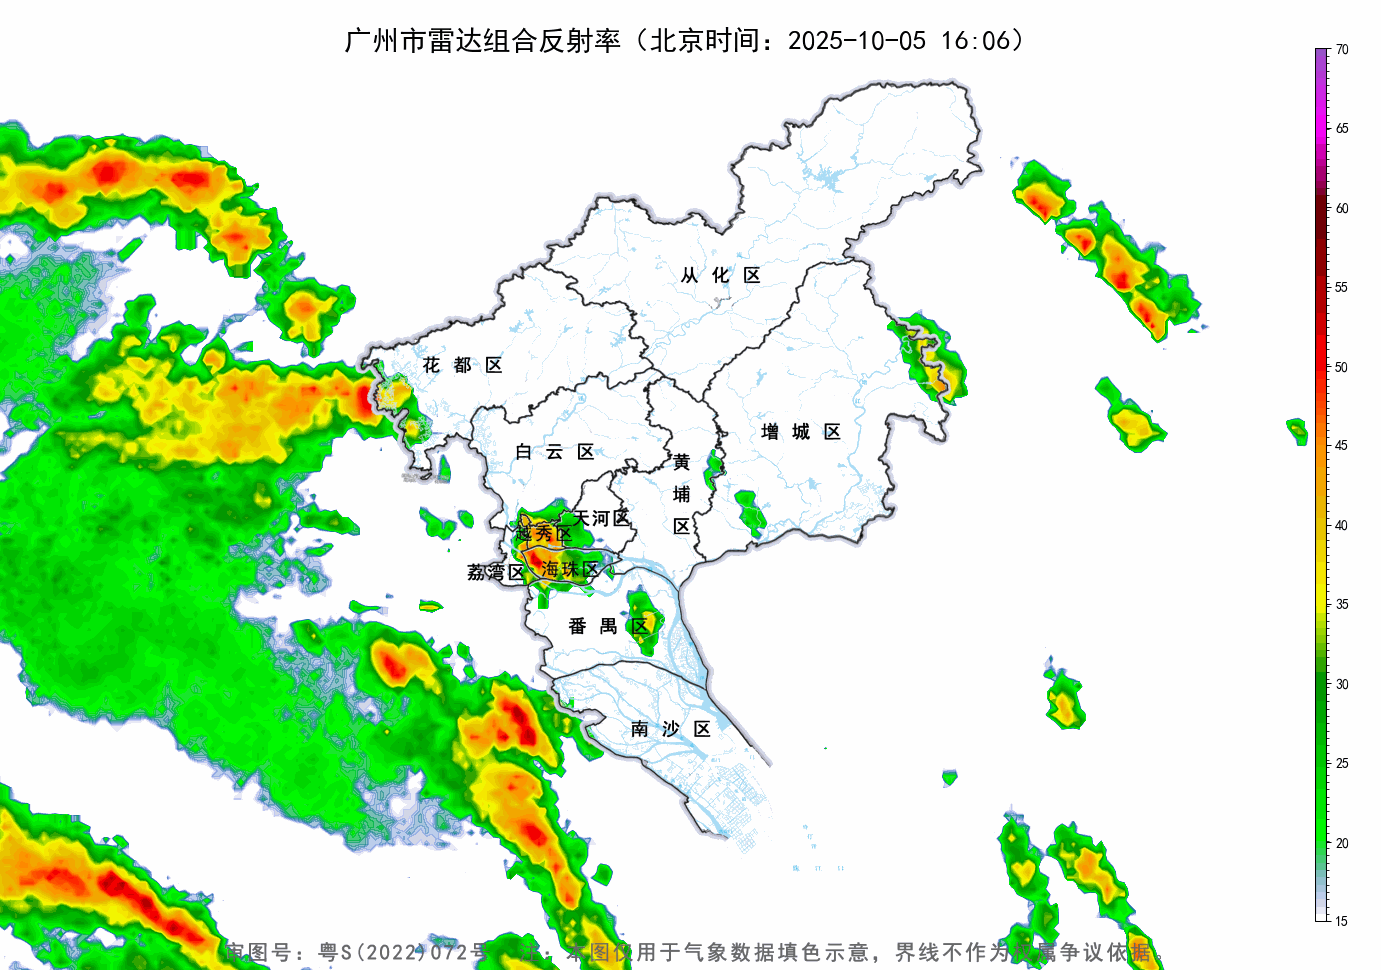 广州市雷达组合反射率（北京时间：2025-10-05 16:06）
70
65
60
55
50
45
40
35
30
25
20
15
从化区
花都区
增城区
白云区
黄埔区
天河区
越秀区
荔湾区
海珠区
番禺区
南沙区
审图号：粤S(2022)072号 注：本图仅用于气象数据填色示意，界线不作为权属争议依据。